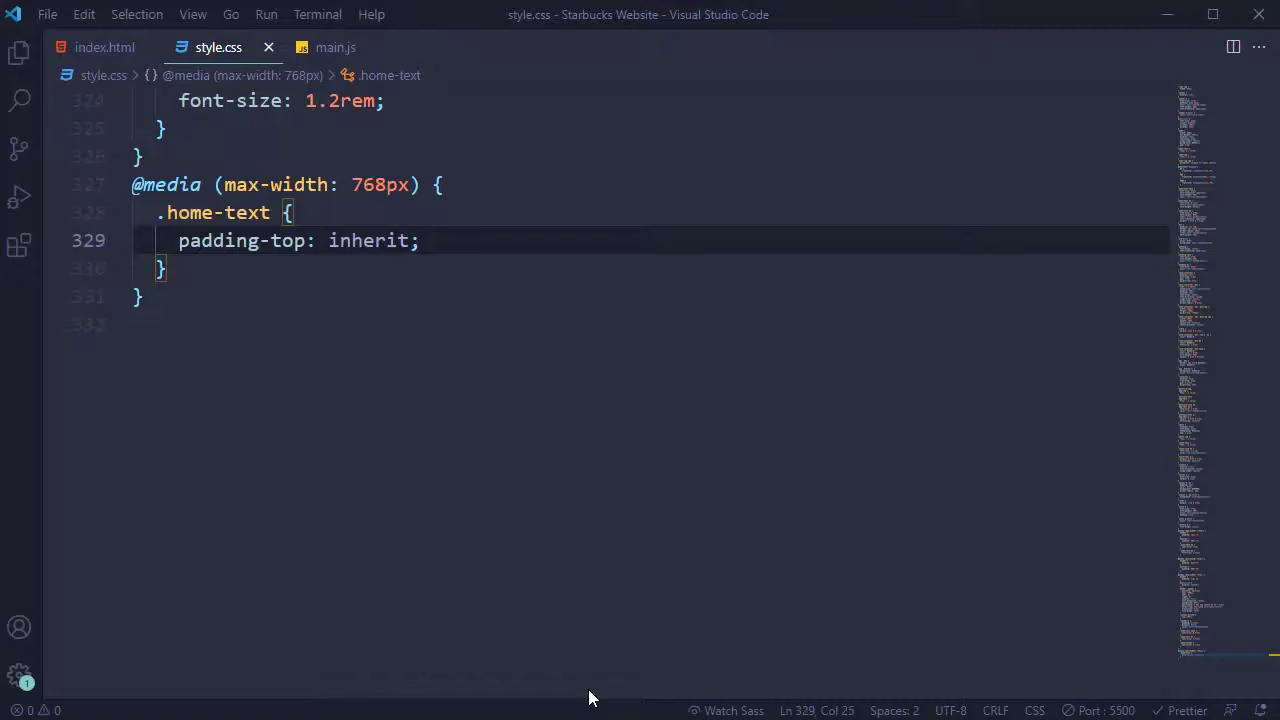 File Edit Selection View Go Run Terminal Help style.css - Starbucks Website - Visual Studio Code
index.html style.css main.js
style.css > {} @media (max-width: 768px) > .home-text
324 font-size: 1.2rem;
325 }
326 }
327 @media (max-width: 768px) {
328 .home-text {
329 padding-top: inherit;
330 }
331 }
332
1
0 0 Watch Sass Ln 329, Col 25 Spaces: 2 UTF-8 CRLF CSS Port : 5500 Prettier